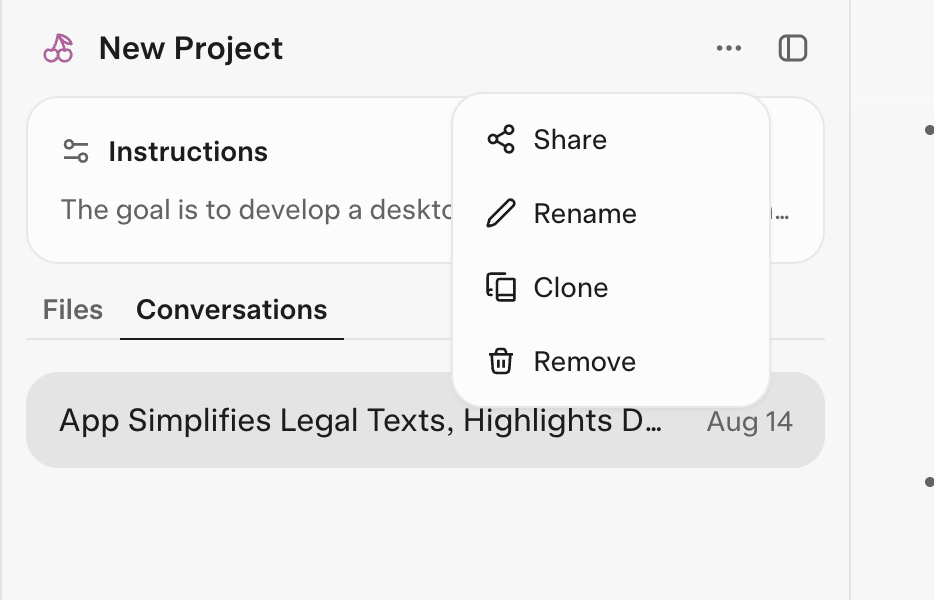 New Project
Instructions
The goal is to develop a deskto
...
Share
Rename
Clone
Remove
Files
Conversations
App Simplifies Legal Texts, Highlights D...
Aug 14